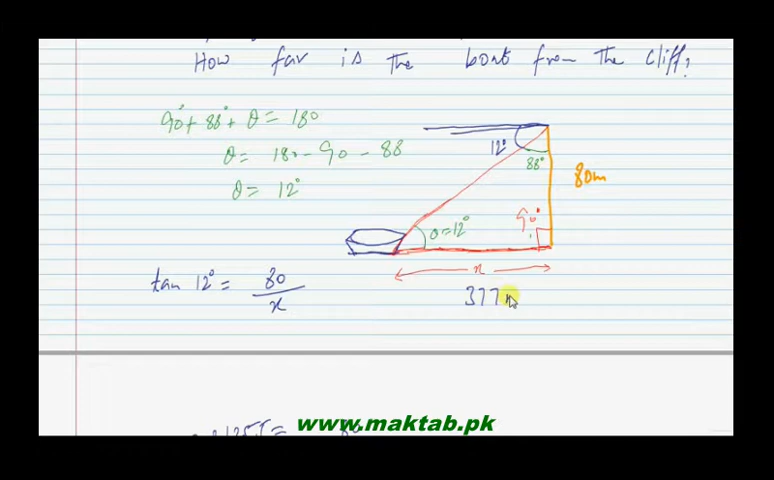 How far is the boat from the cliff?
90° + 88° + θ = 180
θ = 180 - 90 - 88
θ = 12°
12°
88°
80m
90°
θ = 12°
x
tan 12° = 80/x
377
www.maktab.pk